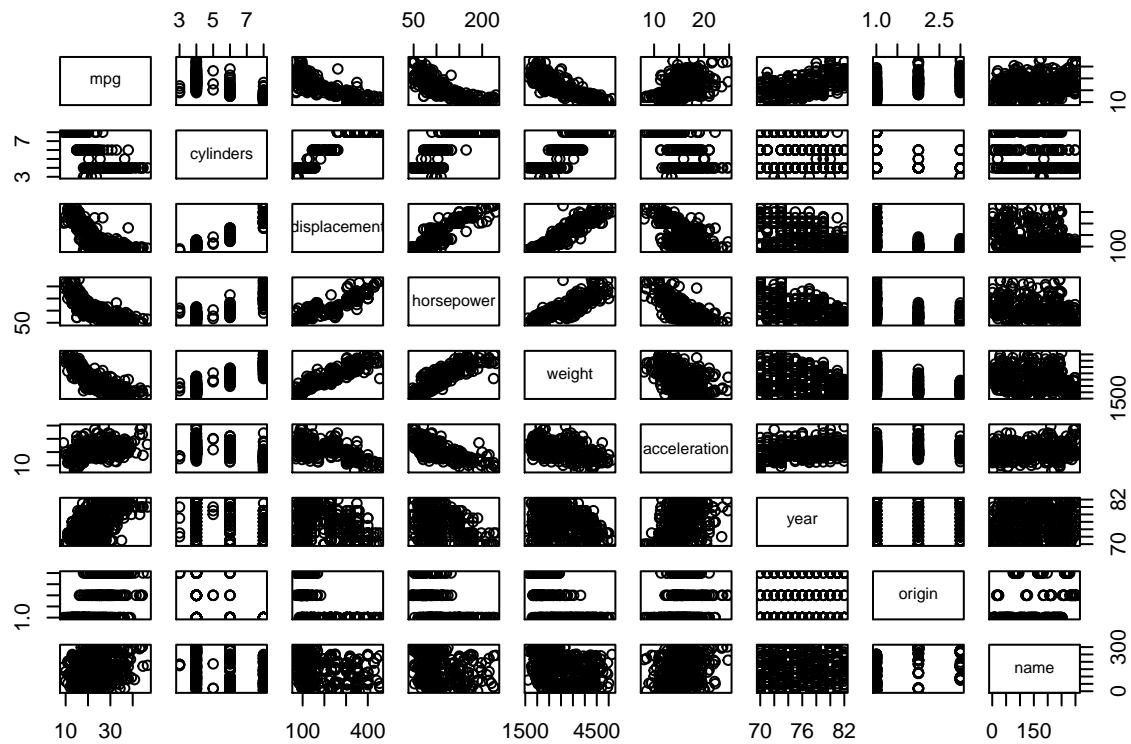 3 5 7 50 200 10 20 1.0 2.5
mpg 10
3 7 cylinders
displacement 100
50 horsepower
weight 1500
10 acceleration
year 70 82
1.0 origin
name 0 300
10 30 100 400 1500 4500 70 76 82 0 150